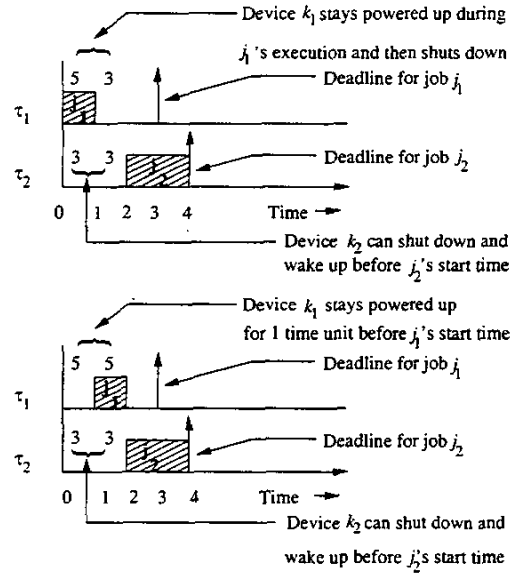 Device k₁ stays powered up during
j₁'s execution and then shuts down
5 3
Deadline for job j₁
τ₁
j₁
3 3
Deadline for job j₂
τ₂
j₂
0 1 2 3 4 Time
Device k₂ can shut down and
wake up before j₂'s start time
Device k₁ stays powered up
for 1 time unit before j₁'s start time
5 5
Deadline for job j₁
τ₁
j₁
3 3
Deadline for job j₂
τ₂
j₂
0 1 2 3 4 Time
Device k₂ can shut down and
wake up before j₂'s start time